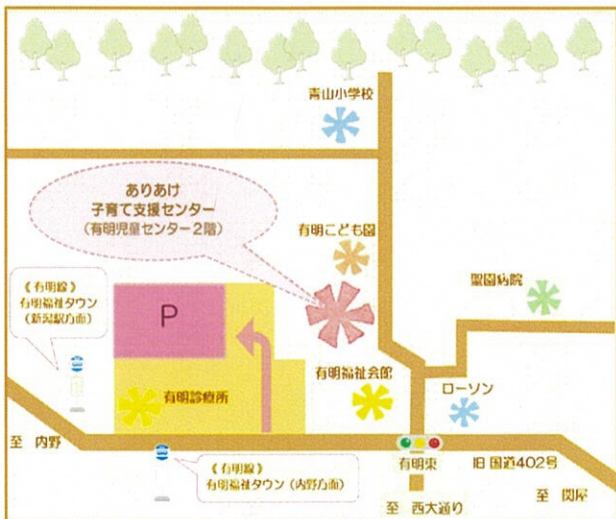 青山小学校
ありあけ
子育て支援センター
(有明児童センター2階)
有明こども園
聖園病院
《有明線》
有明福祉タウン
(新潟駅方面)
P
有明福祉会館
有明診療所
ローソン
至 内野
有明東
旧 国道402号
《有明線》
有明福祉タウン(内野方面)
至 関屋
至 西大通り